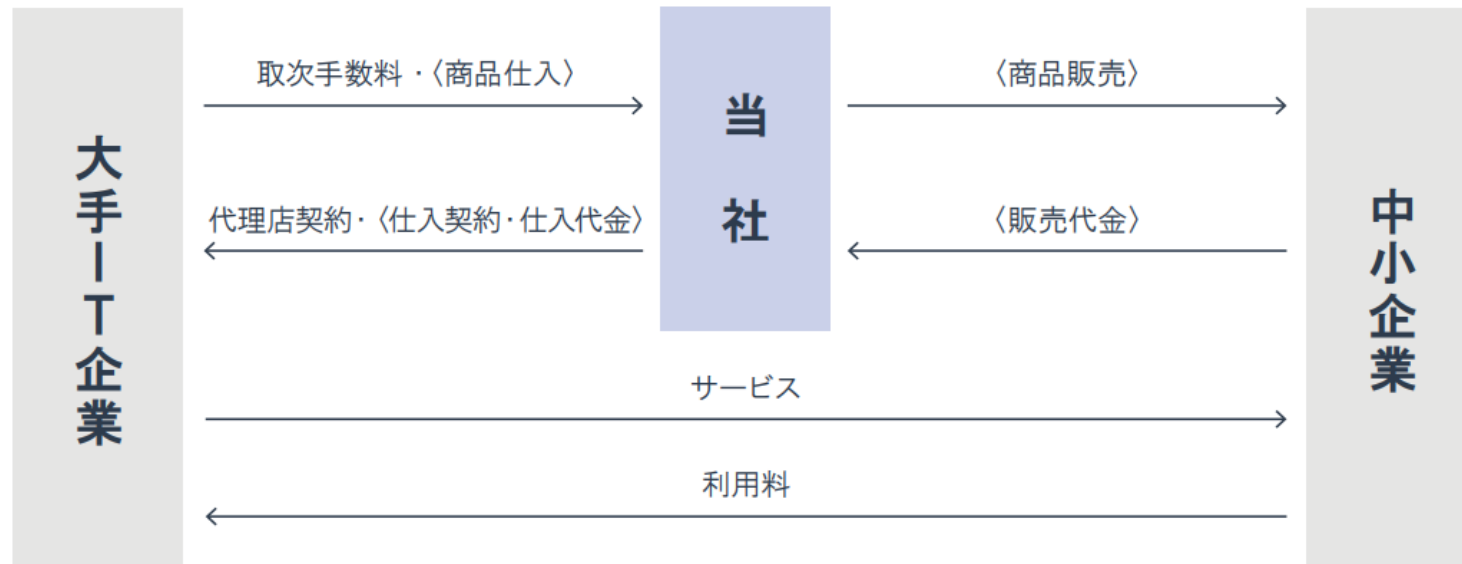 大手IT企業
取次手数料・〈商品仕入〉
当社
〈商品販売〉
代理店契約・〈仕入契約・仕入代金〉
〈販売代金〉
中小企業
サービス
利用料